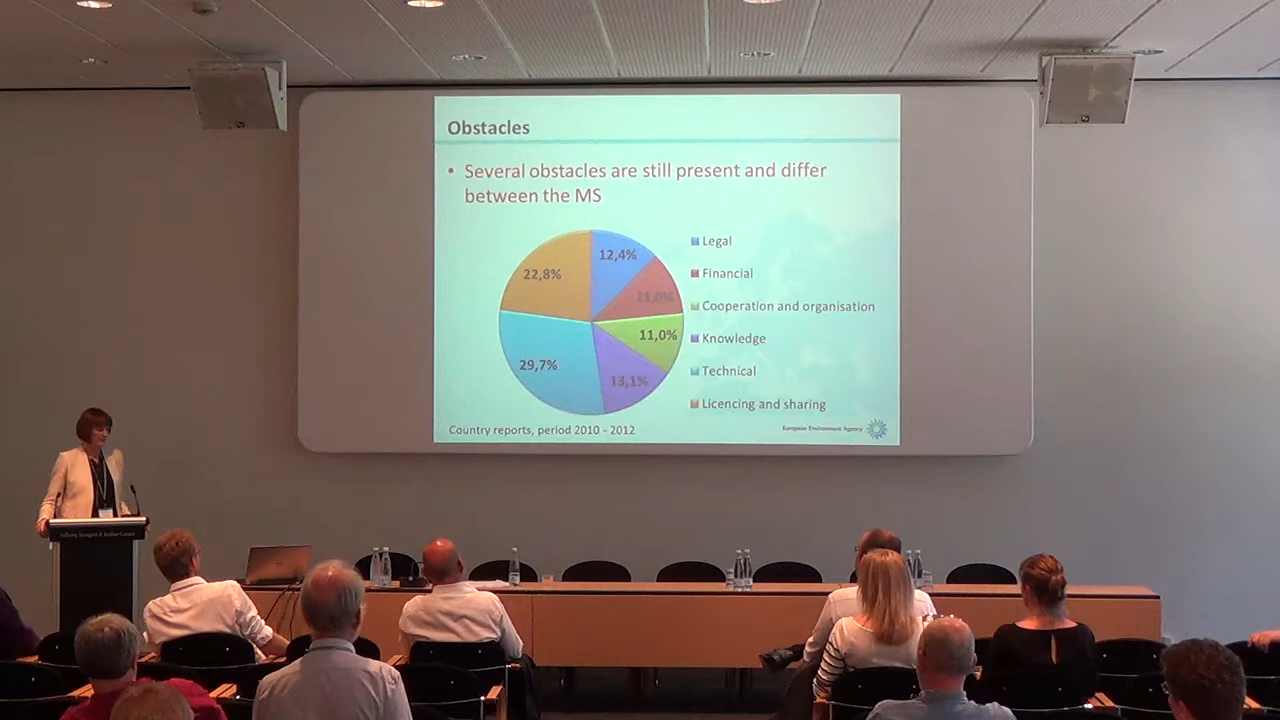 Obstacles
• Several obstacles are still present and differ
between the MS
12,4%
22,8%
11,0%
11,0%
29,7%
13,1%
Legal
Financial
Cooperation and organisation
Knowledge
Technical
Licencing and sharing
Country reports, period 2010 - 2012
European Environment Agency